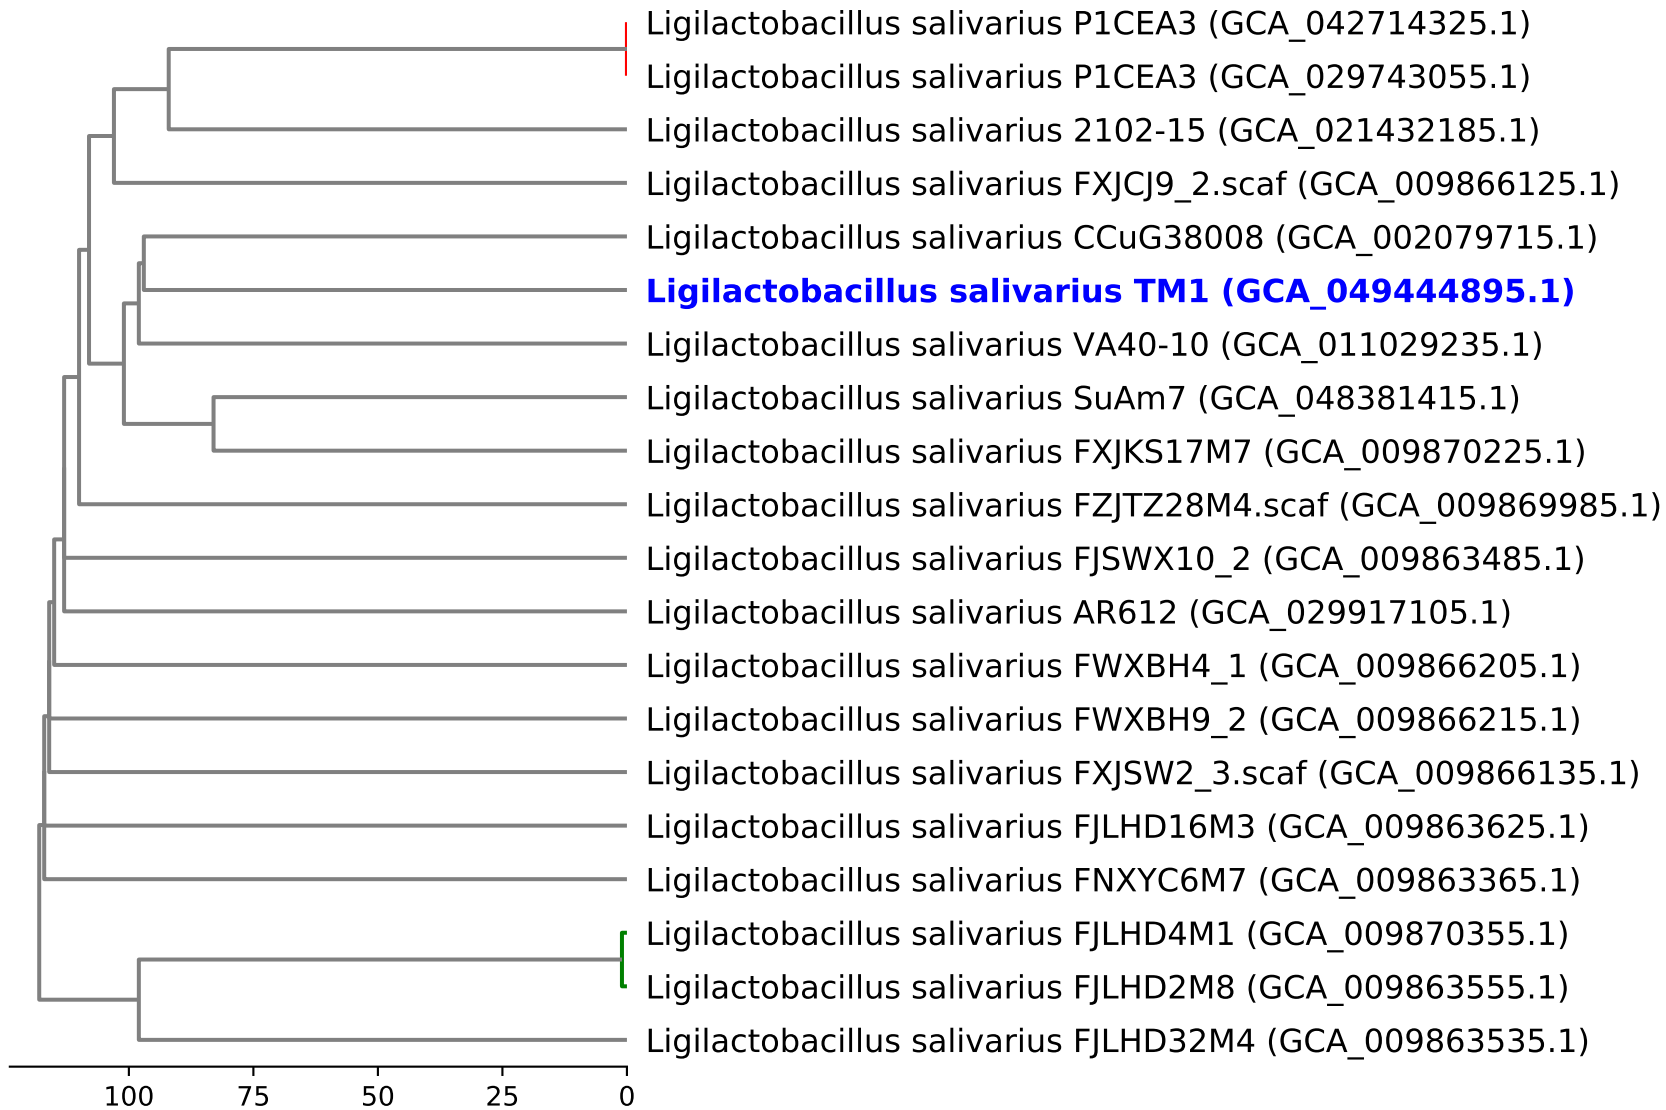 Ligilactobacillus salivarius P1CEA3 (GCA_042714325.1)
Ligilactobacillus salivarius P1CEA3 (GCA_029743055.1)
Ligilactobacillus salivarius 2102-15 (GCA_021432185.1)
Ligilactobacillus salivarius FXJCJ9_2.scaf (GCA_009866125.1)
Ligilactobacillus salivarius CCuG38008 (GCA_002079715.1)
Ligilactobacillus salivarius TM1 (GCA_049444895.1)
Ligilactobacillus salivarius VA40-10 (GCA_011029235.1)
Ligilactobacillus salivarius SuAm7 (GCA_048381415.1)
Ligilactobacillus salivarius FXJKS17M7 (GCA_009870225.1)
Ligilactobacillus salivarius FZJTZ28M4.scaf (GCA_009869985.1)
Ligilactobacillus salivarius FJSWX10_2 (GCA_009863485.1)
Ligilactobacillus salivarius AR612 (GCA_029917105.1)
Ligilactobacillus salivarius FWXBH4_1 (GCA_009866205.1)
Ligilactobacillus salivarius FWXBH9_2 (GCA_009866215.1)
Ligilactobacillus salivarius FXJSW2_3.scaf (GCA_009866135.1)
Ligilactobacillus salivarius FJLHD16M3 (GCA_009863625.1)
Ligilactobacillus salivarius FNXYC6M7 (GCA_009863365.1)
Ligilactobacillus salivarius FJLHD4M1 (GCA_009870355.1)
Ligilactobacillus salivarius FJLHD2M8 (GCA_009863555.1)
Ligilactobacillus salivarius FJLHD32M4 (GCA_009863535.1)
100 75 50 25 0